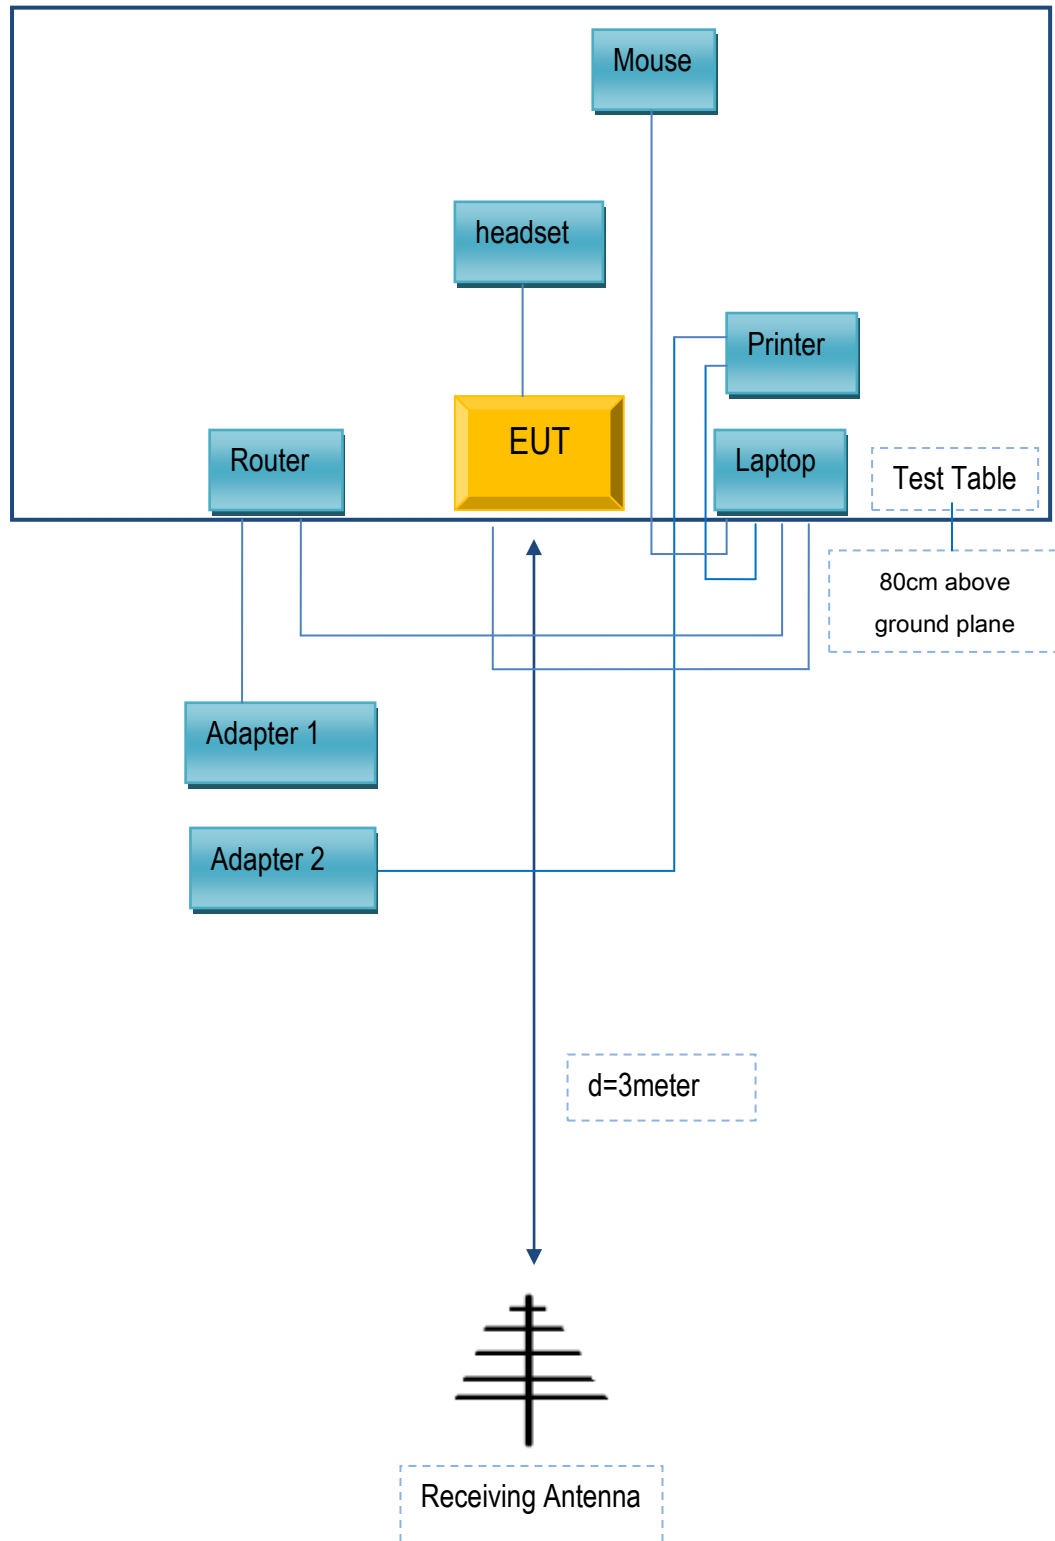 Mouse
headset
Printer
EUT
Router
Laptop
Test Table
80cm above
ground plane
Adapter 1
Adapter 2
d=3meter
Receiving Antenna